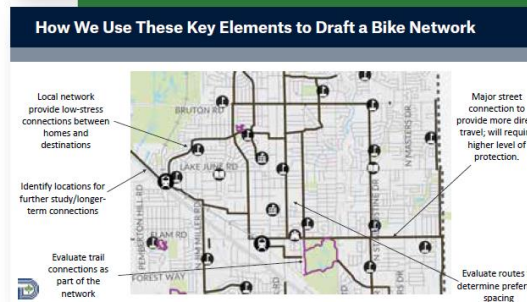 How We Use These Key Elements to Draft a Bike Network
Local network
provide low-stress
connections between
homes and
destinations
Identify locations for
further study/longer-
term connections
Evaluate trail
connections as
part of the
network
Major street
connection to
provide more dire
travel; will requir
higher level of
protection.
Evaluate routes
determine prefer
spacing
BRUTON RD
LAKE JUNE RD
PEMBERTON HILL RD
ELAM RD
FOREST WAY
N JIM MILLER RD
N MASTERS DR